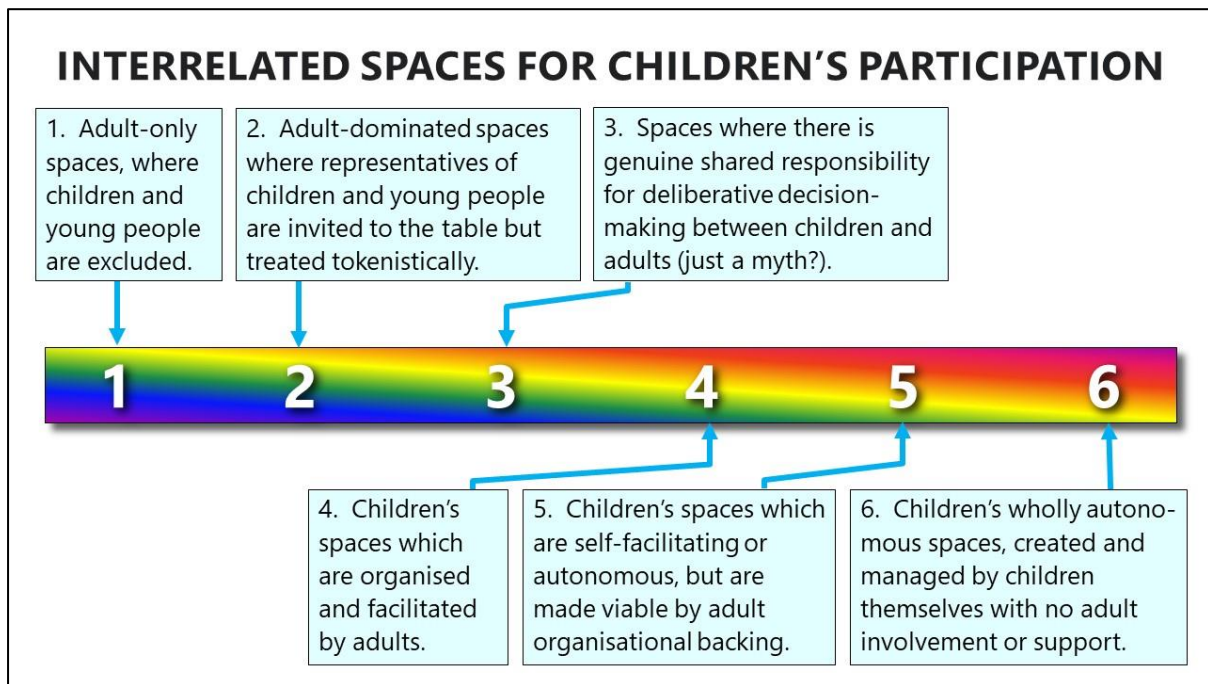 INTERRELATED SPACES FOR CHILDREN’S PARTICIPATION
1. Adult-only
spaces, where
children and
young people
are excluded.
2. Adult-dominated spaces
where representatives of
children and young people
are invited to the table but
treated tokenistically.
3. Spaces where there is
genuine shared responsibility
for deliberative decision-
making between children and
adults (just a myth?).
1 2 3 4 5 6
4. Children’s
spaces which
are organised
and facilitated
by adults.
5. Children’s spaces which
are self-facilitating or
autonomous, but are
made viable by adult
organisational backing.
6. Children’s wholly autono-
mous spaces, created and
managed by children
themselves with no adult
involvement or support.